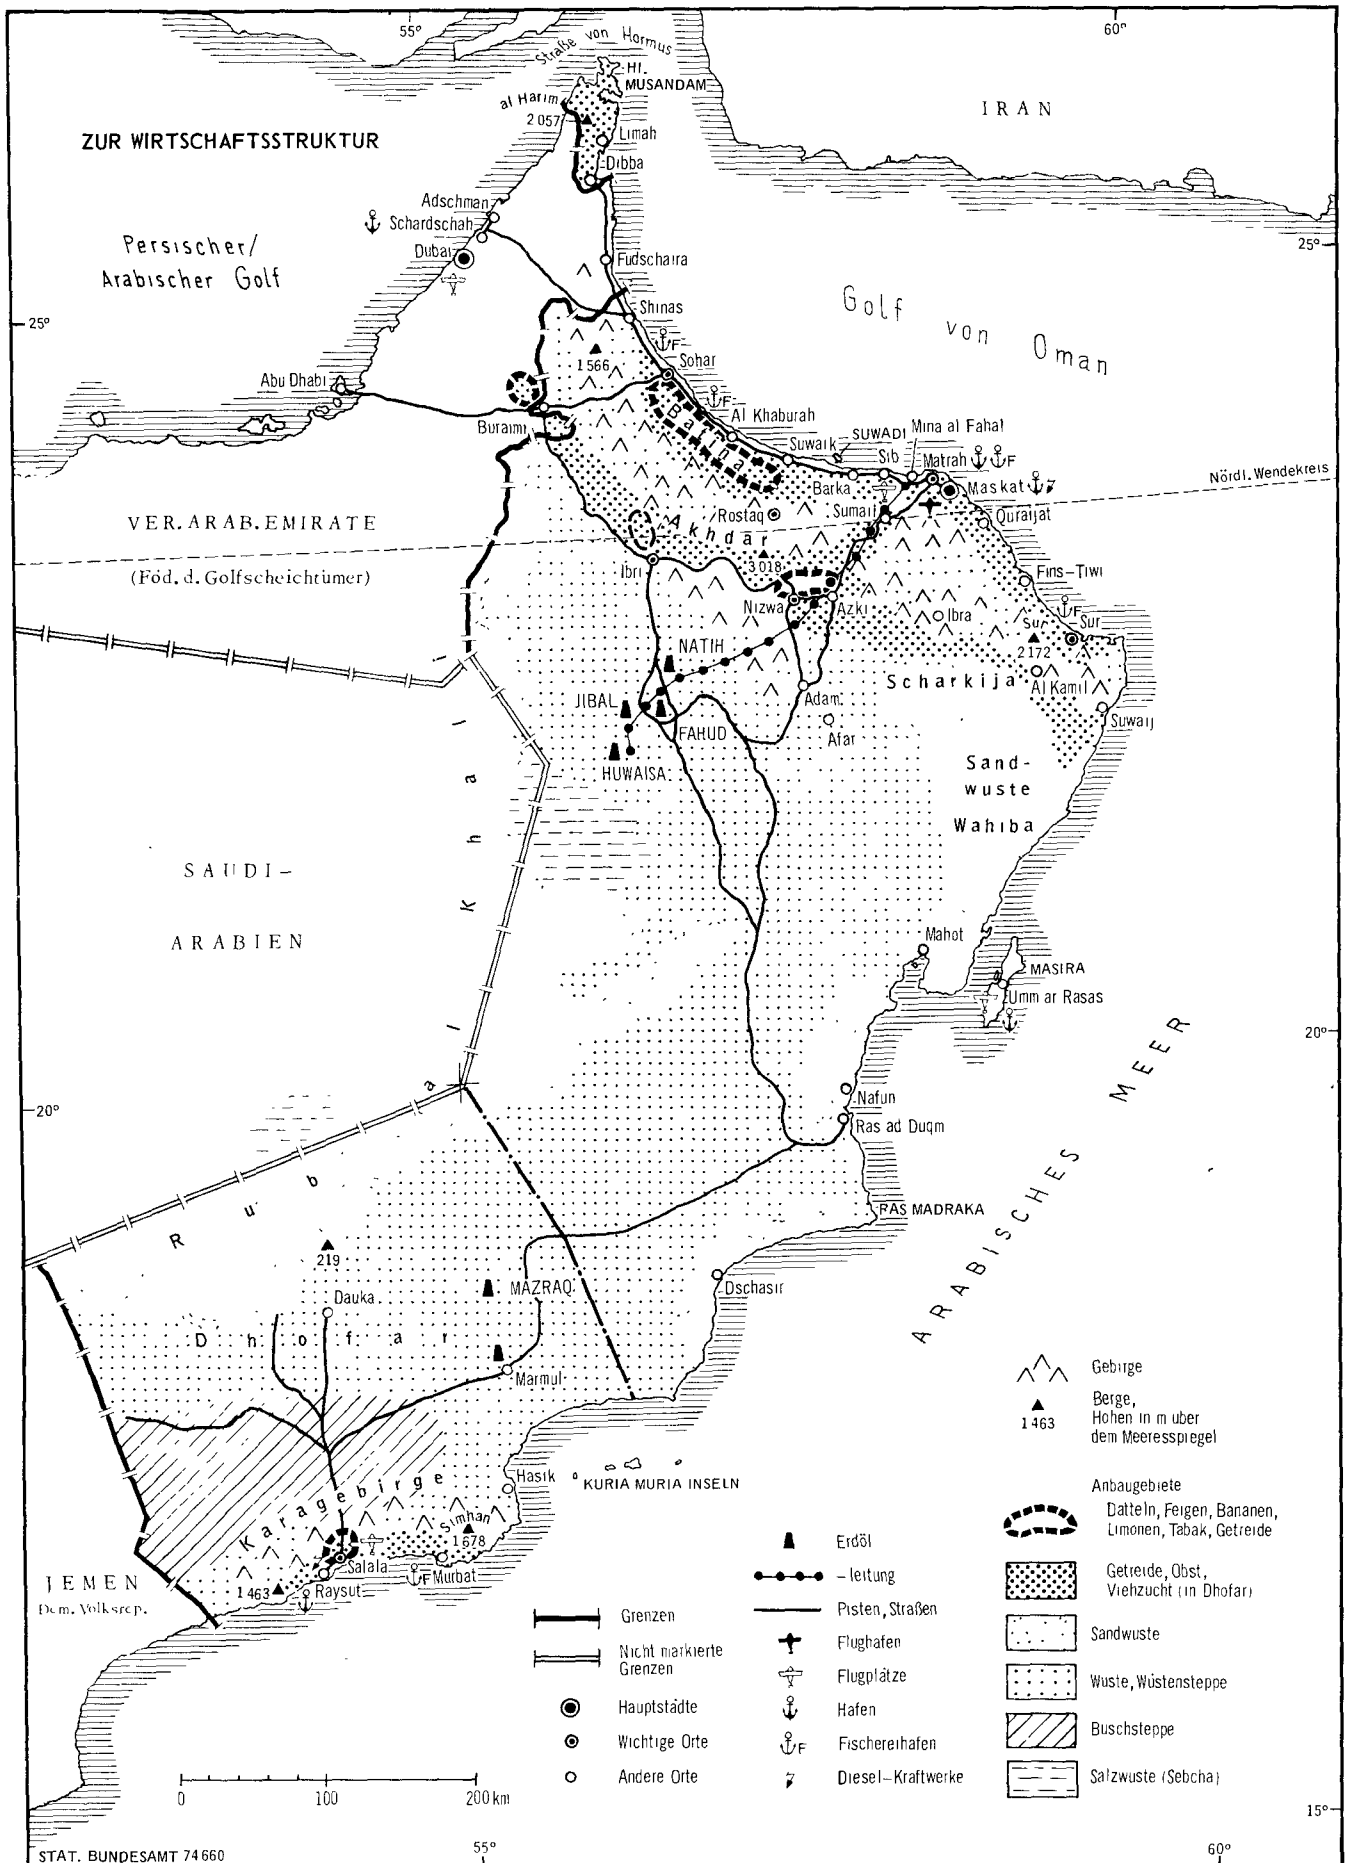 55°
60°
Straße von Hormus
HI.
MUSANDAM
al Harim
2 057
IRAN
ZUR WIRTSCHAFTSSTRUKTUR
Limah
Dibba
Adschman
Schardschah
Dubai
Persischer/
Arabischer Golf
Fudschaira
25°
Golf von Oman
Shinas
25°
1 566
Sohar
F
Abu Dhabi
Buraimi
Batina
F
Al Khaburah
Suwaik
SUWADI
Mina al Fahal
Sib
Matrah
F
Barka
Maskat
Nördl. Wendekreis
VER. ARAB. EMIRATE
(Föd. d. Golfscheichtümer)
Rostaq
Sumail
Quraijat
Akhdar
3 018
Ibri
Fins-Tiwi
Nizwa
Azki
Ibra
F
Sur
Sur
2 172
NATIH
Scharkija
Al Kamil
JIBAL
Adam
Suwaij
FAHUD
Afar
HUWAISA
Sand-
wuste
Wahiba
SAUDI-
ARABIEN
Mahot
MASIRA
Umm ar Rasas
20°
20°
Rub al Khali
Nafun
Ras ad Duqm
ARABISCHES MEER
RAS MADRAKA
219
MAZRAQ
Dschasir
Dauka
Dhofar
Marmul
Hasik
KURIA MURIA INSELN
Karagebirge
Simhan
1 678
Salala
Murbat
F
1 463
Raysut
JEMEN
Dem. Volksrep.
Gebirge
Berge,
Hohen in m uber
dem Meeresspiegel
1 463
Anbaugebiete
Datteln, Feigen, Bananen,
Limonen, Tabak, Getreide
Getreide, Obst,
Viehzucht (in Dhofar)
Sandwuste
Wuste, Wüstensteppe
Buschsteppe
Salzwuste (Sebcha)
Erdöl
-leitung
Pisten, Straßen
Flughafen
Flugplätze
Hafen
F Fischereihafen
Diesel-Kraftwerke
Grenzen
Nicht markierte
Grenzen
Hauptstädte
Wichtige Orte
Andere Orte
0 100 200 km
15°
STAT. BUNDESAMT 74 660
55°
60°